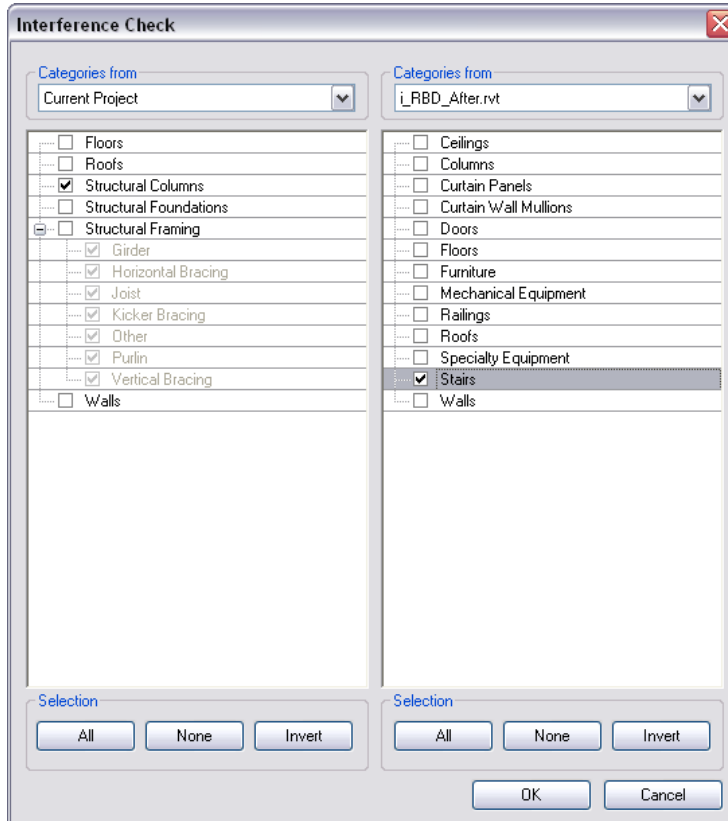 Interference Check
Categories from
Current Project
Floors
Roofs
Structural Columns
Structural Foundations
Structural Framing
Girder
Horizontal Bracing
Joist
Kicker Bracing
Other
Purlin
Vertical Bracing
Walls
Selection
All None Invert
Categories from
i_RBD_After.rvt
Ceilings
Columns
Curtain Panels
Curtain Wall Mullions
Doors
Floors
Furniture
Mechanical Equipment
Railings
Roofs
Specialty Equipment
Stairs
Walls
Selection
All None Invert
OK Cancel